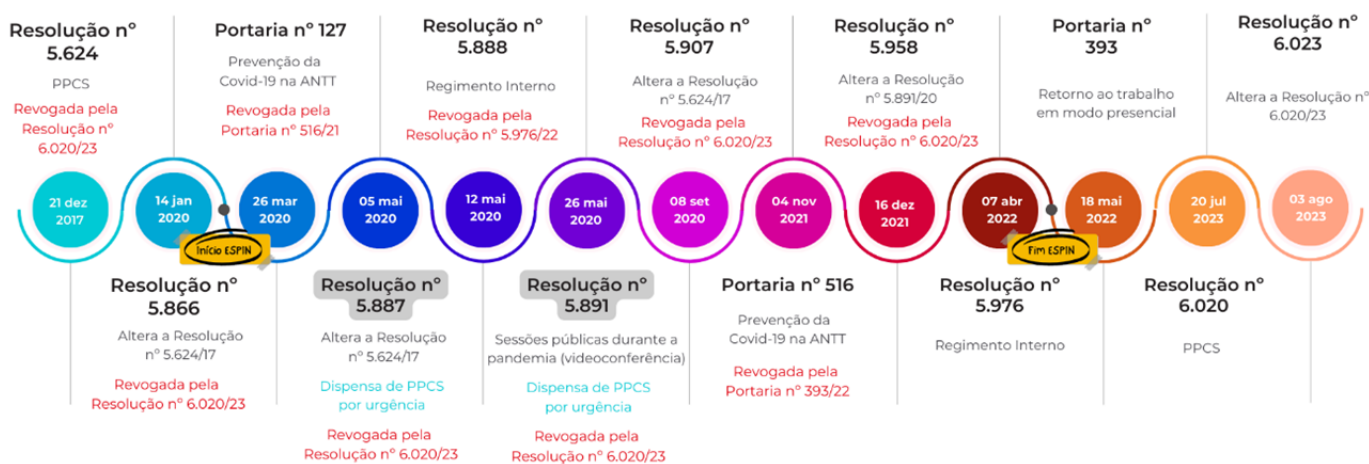 Resolução nº
5.624
PPCS
Revogada pela
Resolução nº
6.020/23
Portaria nº 127
Prevenção da
Covid-19 na ANTT
Revogada pela
Portaria nº 516/21
Resolução nº
5.888
Regimento Interno
Revogada pela
Resolução nº 5.976/22
Resolução nº
5.907
Altera a Resolução
nº 5.624/17
Revogada pela
Resolução nº
6.020/23
Resolução nº
5.958
Altera a Resolução
nº 5.891/20
Revogada pela
Resolução nº
6.020/23
Portaria nº
393
Retorno ao trabalho
em modo presencial
Resolução nº
6.023
Altera a Resolução nº
6.020/23
21 dez
2017
14 jan
2020
26 mar
2020
05 mai
2020
12 mai
2020
26 mai
2020
08 set
2020
04 nov
2021
16 dez
2021
07 abr
2022
18 mai
2022
20 jul
2023
03 ago
2023
Início ESPIN
Fim ESPIN
Resolução nº
5.866
Altera a Resolução
nº 5.624/17
Revogada pela
Resolução nº 6.020/23
Resolução nº
5.887
Altera a Resolução
nº 5.624/17
Dispensa de PPCS
por urgência
Revogada pela
Resolução nº 6.020/23
Resolução nº
5.891
Sessões públicas durante a
pandemia (videoconferência)
Dispensa de PPCS
por urgência
Revogada pela
Resolução nº 6.020/23
Portaria nº 516
Prevenção da
Covid-19 na ANTT
Revogada pela
Portaria nº 393/22
Resolução nº
5.976
Regimento Interno
Resolução nº
6.020
PPCS